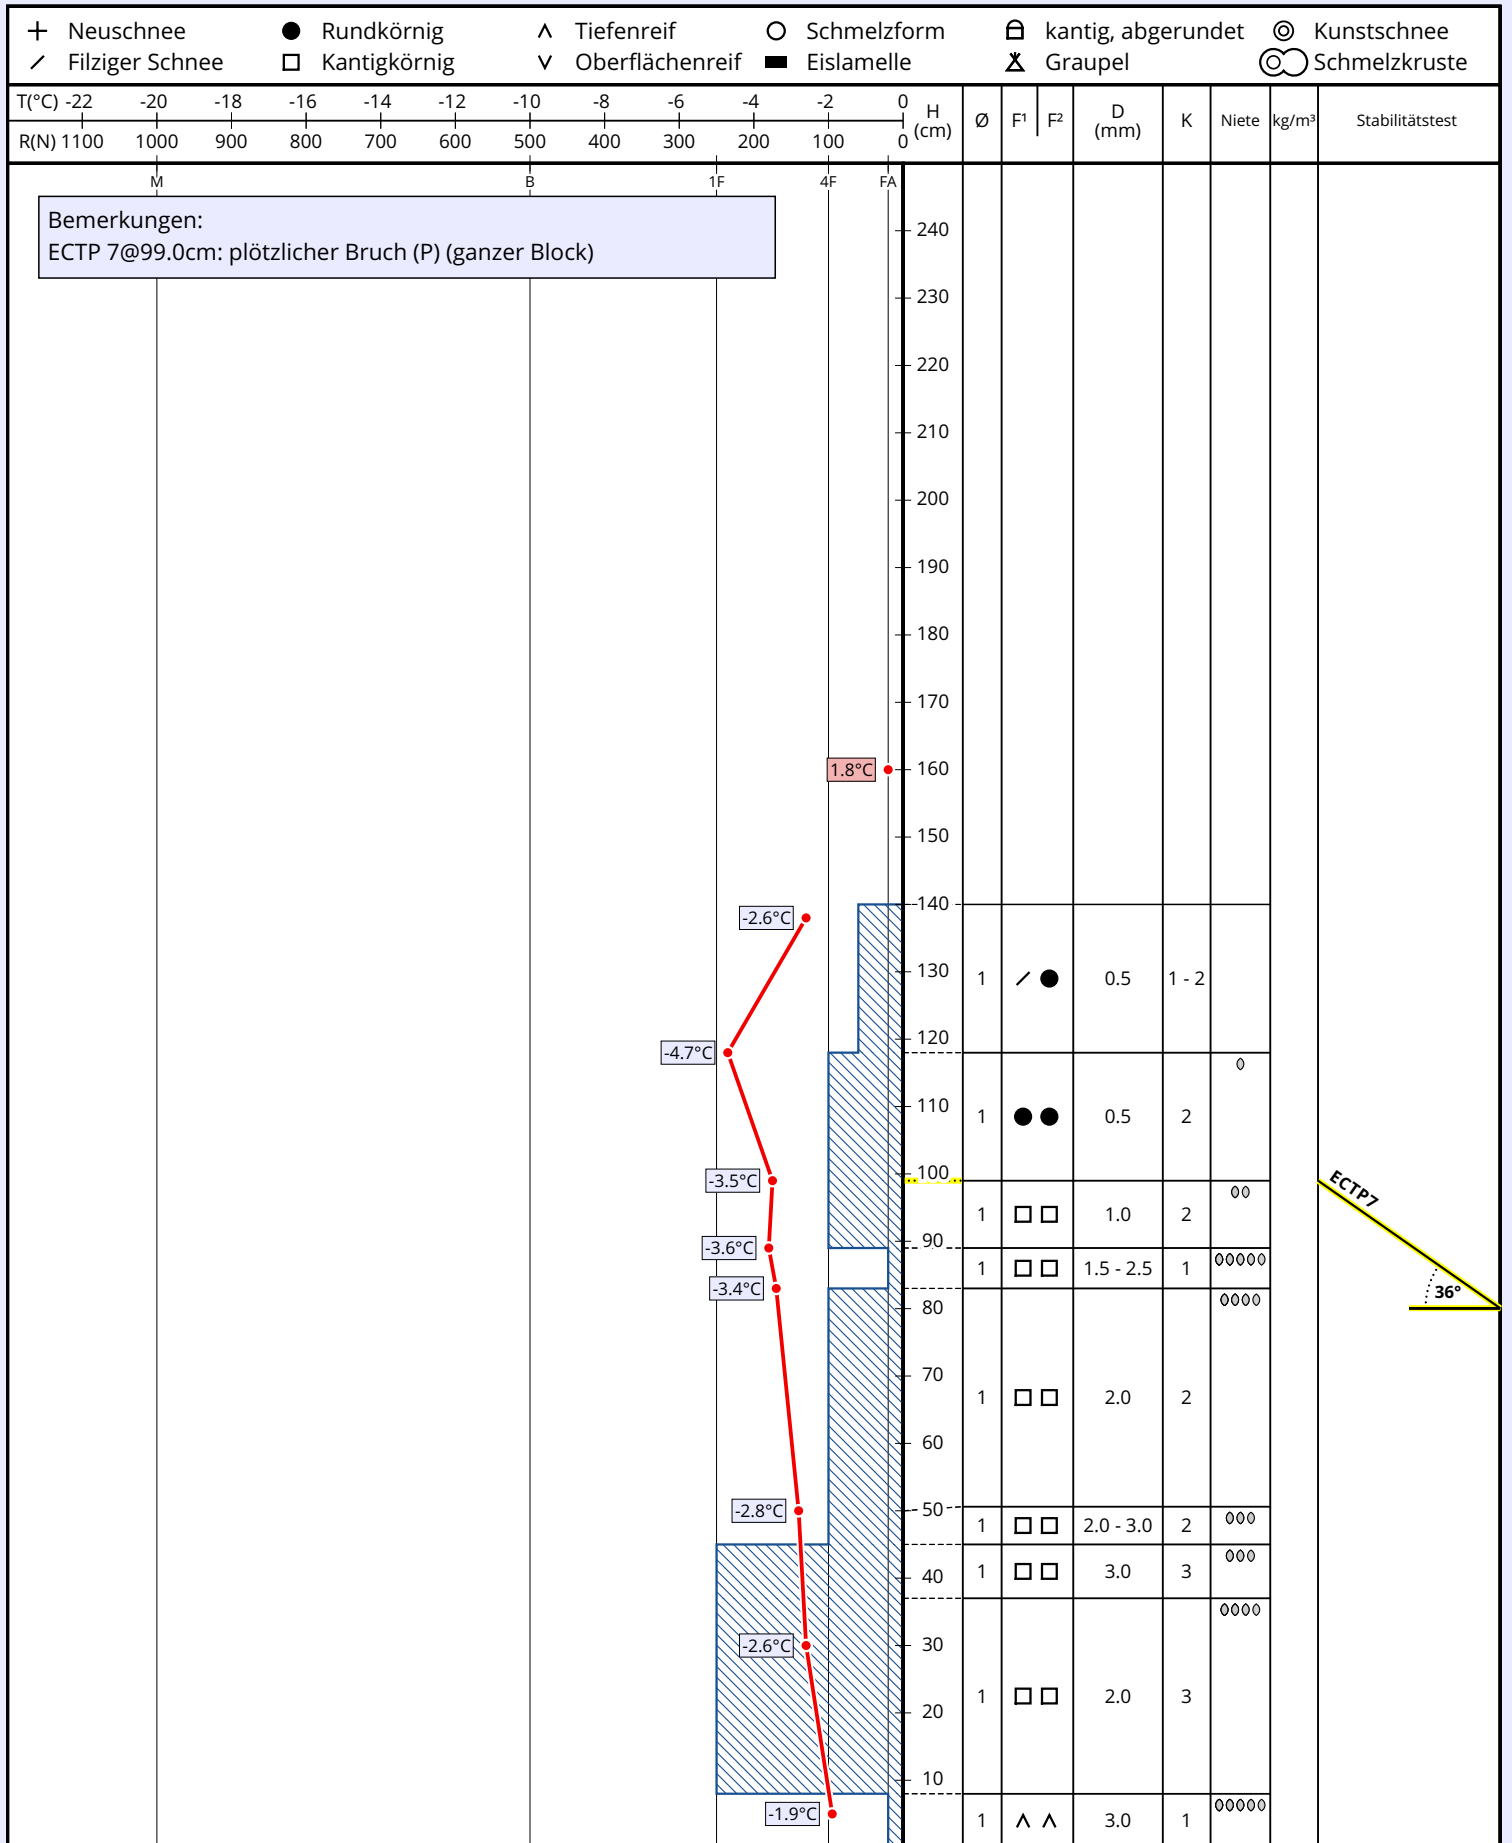 Neuschnee Rundkörnig Tiefenreif Schmelzform kantig, abgerundet Kunstschnee
Filziger Schnee Kantigkörnig Oberflächenreif Eislamelle Graupel Schmelzkruste
T(°C) -22 -20 -18 -16 -14 -12 -10 -8 -6 -4 -2 0
R(N) 1100 1000 900 800 700 600 500 400 300 200 100 0
H (cm) Ø F¹ F² D (mm) K Niete kg/m³ Stabilitätstest
M B 1F 4F FA
Bemerkungen:
ECTP 7@99.0cm: plötzlicher Bruch (P) (ganzer Block)
240
230
220
210
200
190
180
170
1.8°C 160
150
140
-2.6°C
130 1 0.5 1 - 2
120
-4.7°C
110 1 0.5 2
100
-3.5°C ECTP7
1 1.0 2
90
-3.6°C
1 1.5 - 2.5 1
-3.4°C 36°
80
70 1 2.0 2
60
-2.8°C 50
1 2.0 - 3.0 2
40 1 3.0 3
-2.6°C 30
20 1 2.0 3
10
-1.9°C 1 3.0 1